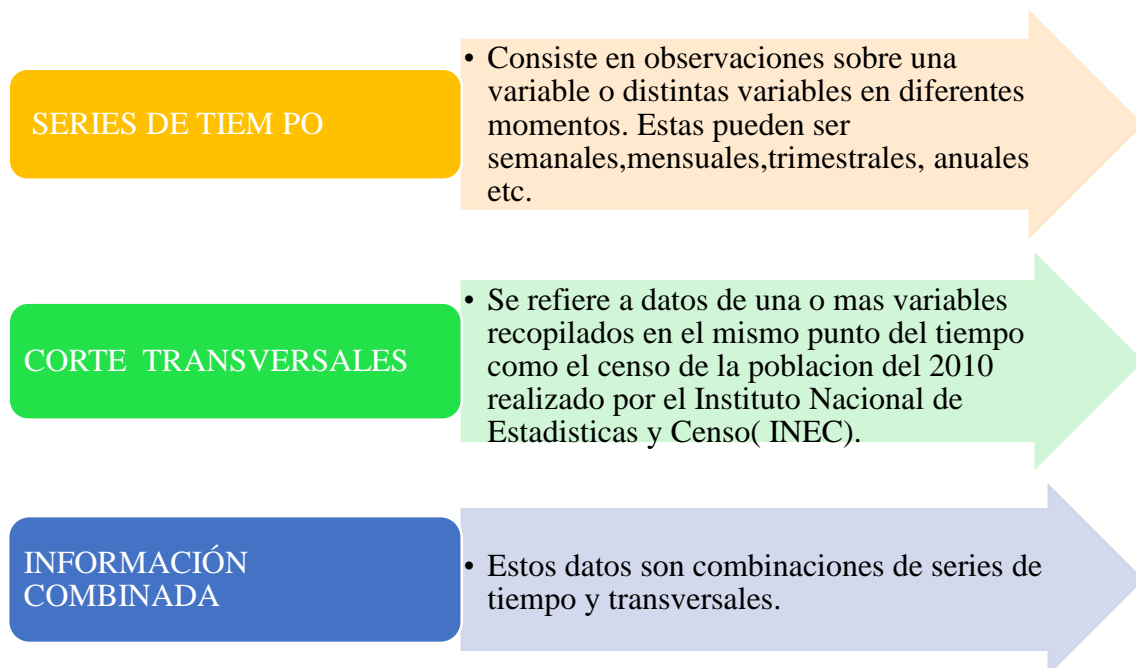 SERIES DE TIEM PO
• Consiste en observaciones sobre una
variable o distintas variables en diferentes
momentos. Estas pueden ser
semanales,mensuales,trimestrales, anuales
etc.
CORTE TRANSVERSALES
• Se refiere a datos de una o mas variables
recopilados en el mismo punto del tiempo
como el censo de la poblacion del 2010
realizado por el Instituto Nacional de
Estadisticas y Censo( INEC).
INFORMACIÓN
COMBINADA
• Estos datos son combinaciones de series de
tiempo y transversales.